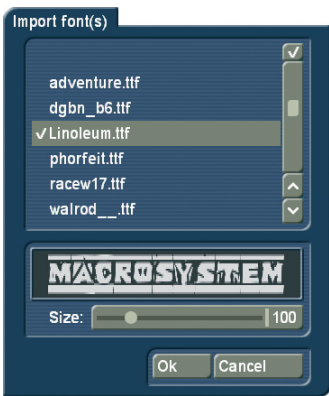 Import font(s)
adventure.ttf
dgbn_b6.ttf
✓Linoleum.ttf
phorfeit.ttf
racew17.ttf
walrod__.ttf
MACROSYSTEM
Size: 100
Ok Cancel